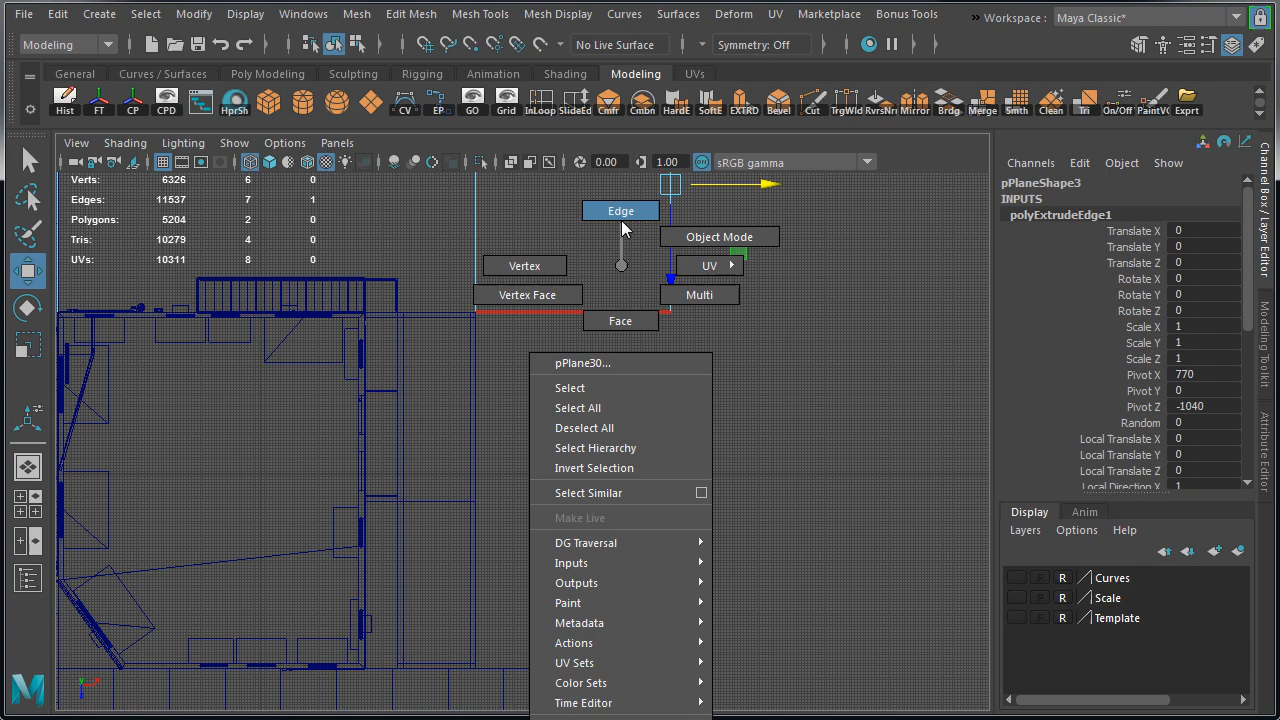 File Edit Create Select Modify Display Windows Mesh Edit Mesh Mesh Tools Mesh Display Curves Surfaces Deform UV Marketplace Bonus Tools » Workspace : Maya Classic*
Modeling No Live Surface Symmetry: Off
General Curves / Surfaces Poly Modeling Sculpting Rigging Animation Shading Modeling UVs
Hist FT CP CPD HprSh CV EP GO Grid InLoop SlideEd Cmfr Cmbn HardE SoftE EXTRD Bevel Cut TrgWld RvrsNr Mirror Brdg Merge Smth Clean Tri On/Off PaintV Exprt
View Shading Lighting Show Options Panels
0.00 1.00 ON sRGB gamma
Verts: 6326 6 0
Edges: 11537 7 1
Polygons: 5204 2 0
Tris: 10279 4 0
UVs: 10311 8 0
Edge
Object Mode
Vertex UV
Vertex Face Multi
Face
pPlane30...
Select
Select All
Deselect All
Select Hierarchy
Invert Selection
Select Similar
Make Live
DG Traversal
Inputs
Outputs
Paint
Metadata
Actions
UV Sets
Color Sets
Time Editor
Channels Edit Object Show
pPlaneShape3
INPUTS
polyExtrudeEdge1
Translate X 0
Translate Y 0
Translate Z 0
Rotate X 0
Rotate Y 0
Rotate Z 0
Scale X 1
Scale Y 1
Scale Z 1
Pivot X 770
Pivot Y 0
Pivot Z -1040
Random 0
Local Translate X 0
Local Translate Y 0
Local Translate Z 0
Local Direction X 1
Display Anim
Layers Options Help
R Curves
R Scale
P R Template
Channel Box / Layer Editor
Modeling Toolkit
Attribute Editor